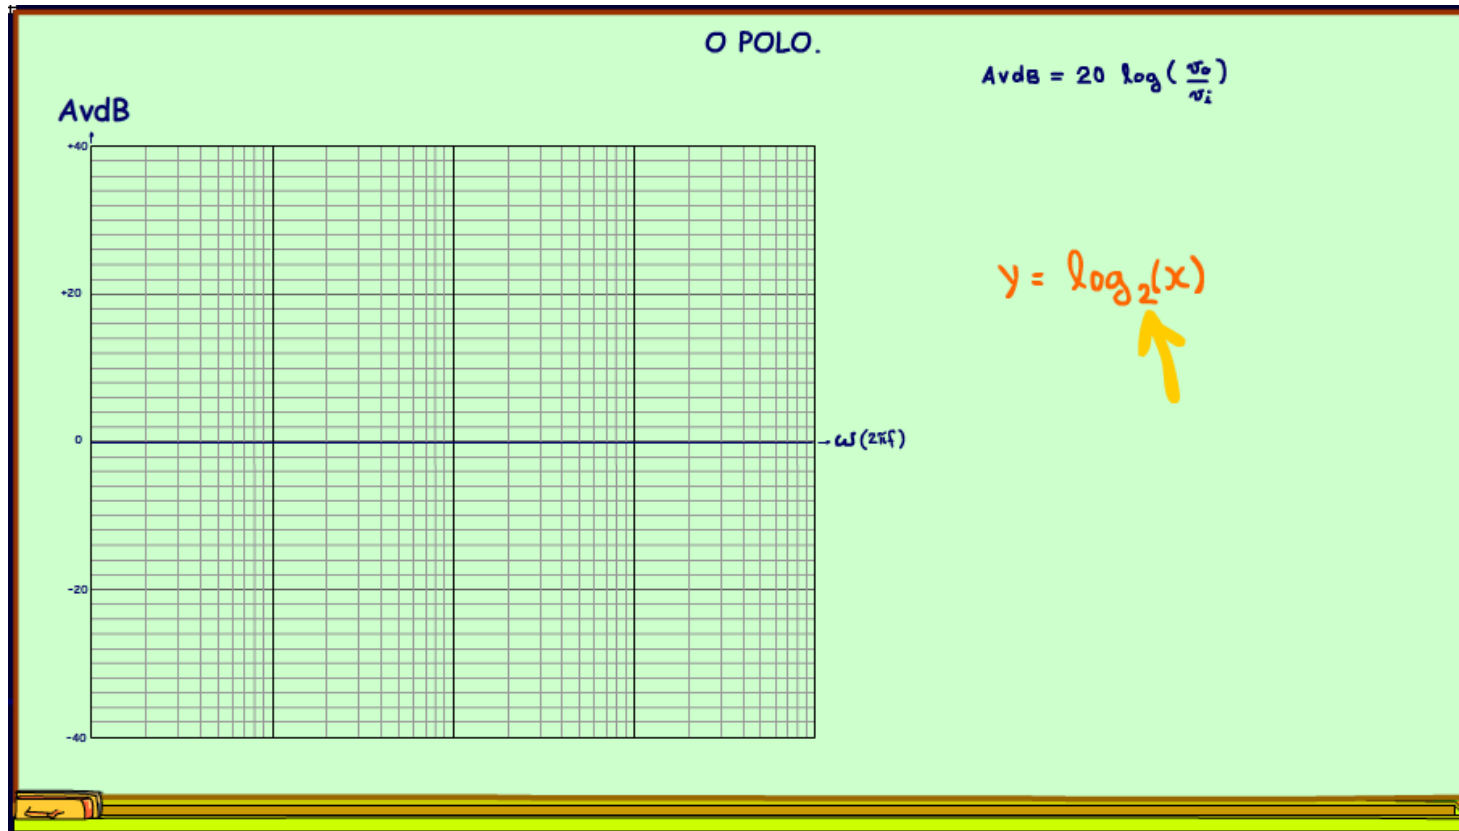 O POLO.
AvdB = 20 log( vo/vi )
AvdB
+40
+20
0
→ ω(2πf)
-20
-40
y = log₂(x)